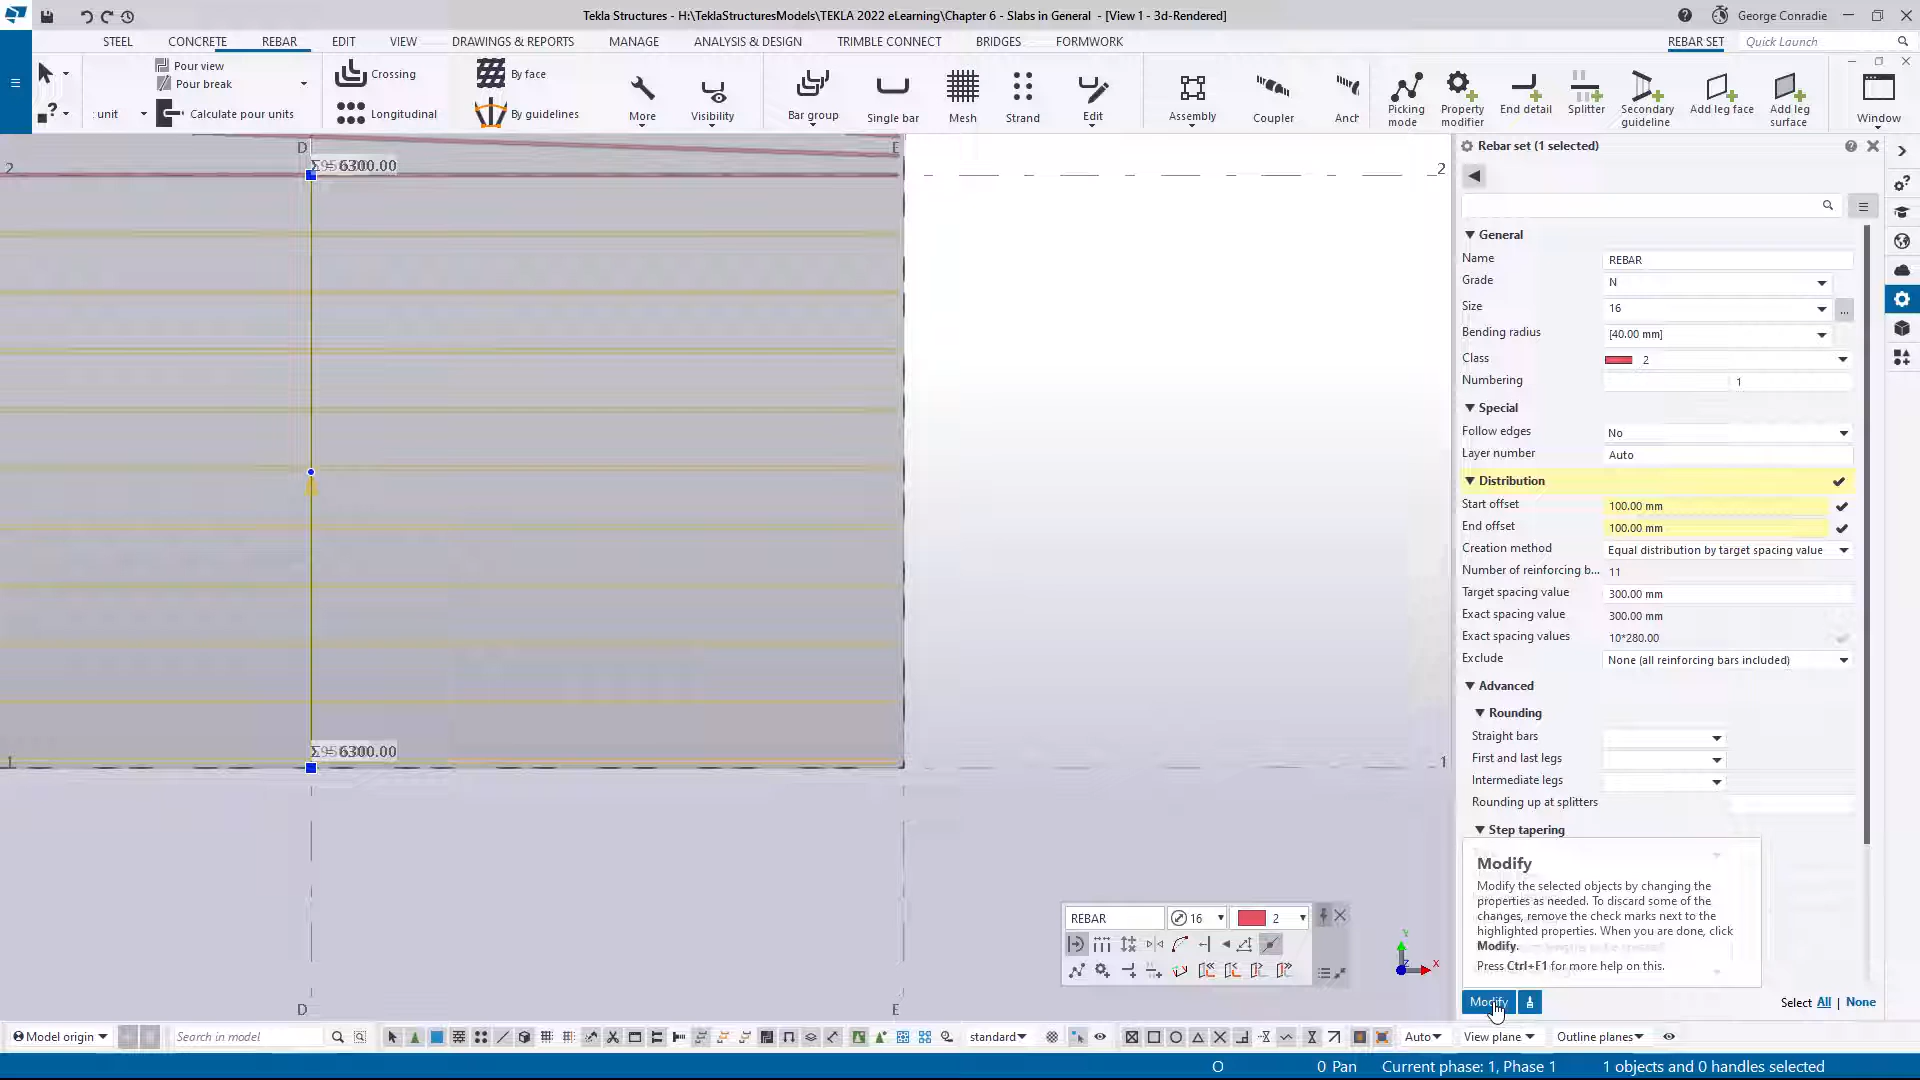 Tekla Structures - H:\TeklaStructuresModels\TEKLA 2022 eLearning\Chapter 6 - Slabs in General - [View 1 - 3d-Rendered]
George Conradie
STEEL CONCRETE REBAR EDIT VIEW DRAWINGS & REPORTS MANAGE ANALYSIS & DESIGN TRIMBLE CONNECT BRIDGES FORMWORK REBAR SET Quick Launch
Pour view
Pour break
unit
Calculate pour units
Crossing
Longitudinal
By face
By guidelines
More
Visibility
Bar group
Single bar
Mesh
Strand
Edit
Assembly
Coupler
Anch
Picking mode
Property modifier
End detail
Splitter
Secondary guideline
Add leg face
Add leg surface
Window
D
E
2
2
6300.00
6300.00
1
1
D
E
Rebar set (1 selected)
General
Name REBAR
Grade N
Size 16 ...
Bending radius [40.00 mm]
Class 2
Numbering 1
Special
Follow edges No
Layer number Auto
Distribution
Start offset 100.00 mm
End offset 100.00 mm
Creation method Equal distribution by target spacing value
Number of reinforcing b... 11
Target spacing value 300.00 mm
Exact spacing value 300.00 mm
Exact spacing values 10*280.00
Exclude None (all reinforcing bars included)
Advanced
Rounding
Straight bars
First and last legs
Intermediate legs
Rounding up at splitters
Step tapering
Modify
Modify the selected objects by changing the
properties as needed. To discard some of the
changes, remove the check marks next to the
highlighted properties. When you are done, click
Modify.
Press Ctrl+F1 for more help on this.
Modify
Select All | None
REBAR 16 2
Y
X
Z
Model origin Search in model standard Auto View plane Outline planes
O 0 Pan Current phase: 1, Phase 1 1 objects and 0 handles selected